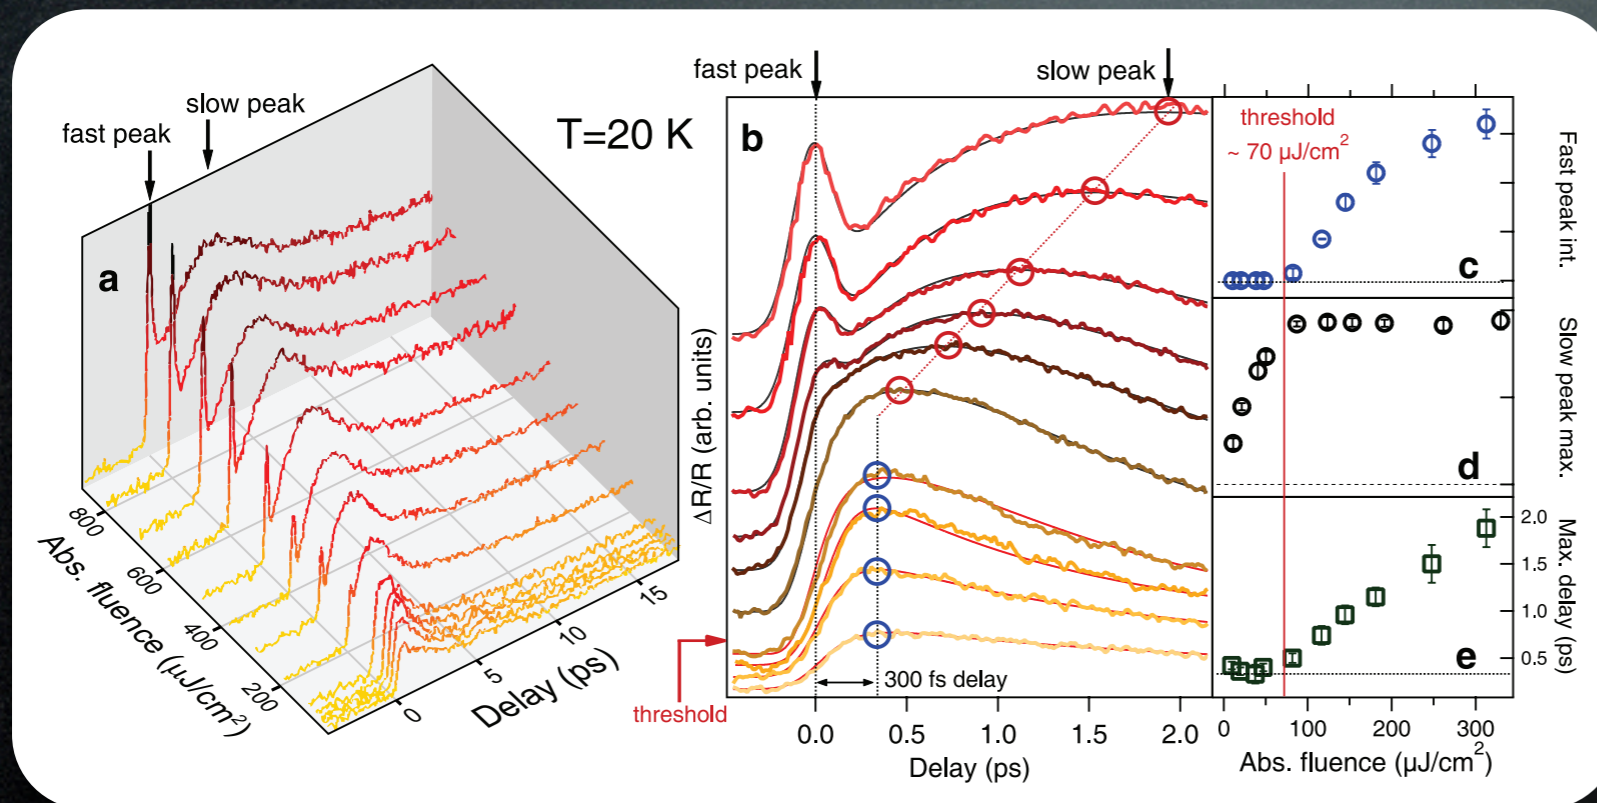 fast peak
slow peak
T=20 K
a
800
600
400
200
Abs. fluence (μJ/cm²)
0
5
10
15
Delay (ps)
fast peak
slow peak
b
ΔR/R (arb. units)
threshold
300 fs delay
0.0
0.5
1.0
1.5
2.0
Delay (ps)
threshold
~ 70 μJ/cm²
c
Fast peak int.
d
Slow peak max.
2.0
1.5
1.0
0.5
e
Max. delay (ps)
0
100
200
300
Abs. fluence (μJ/cm²)